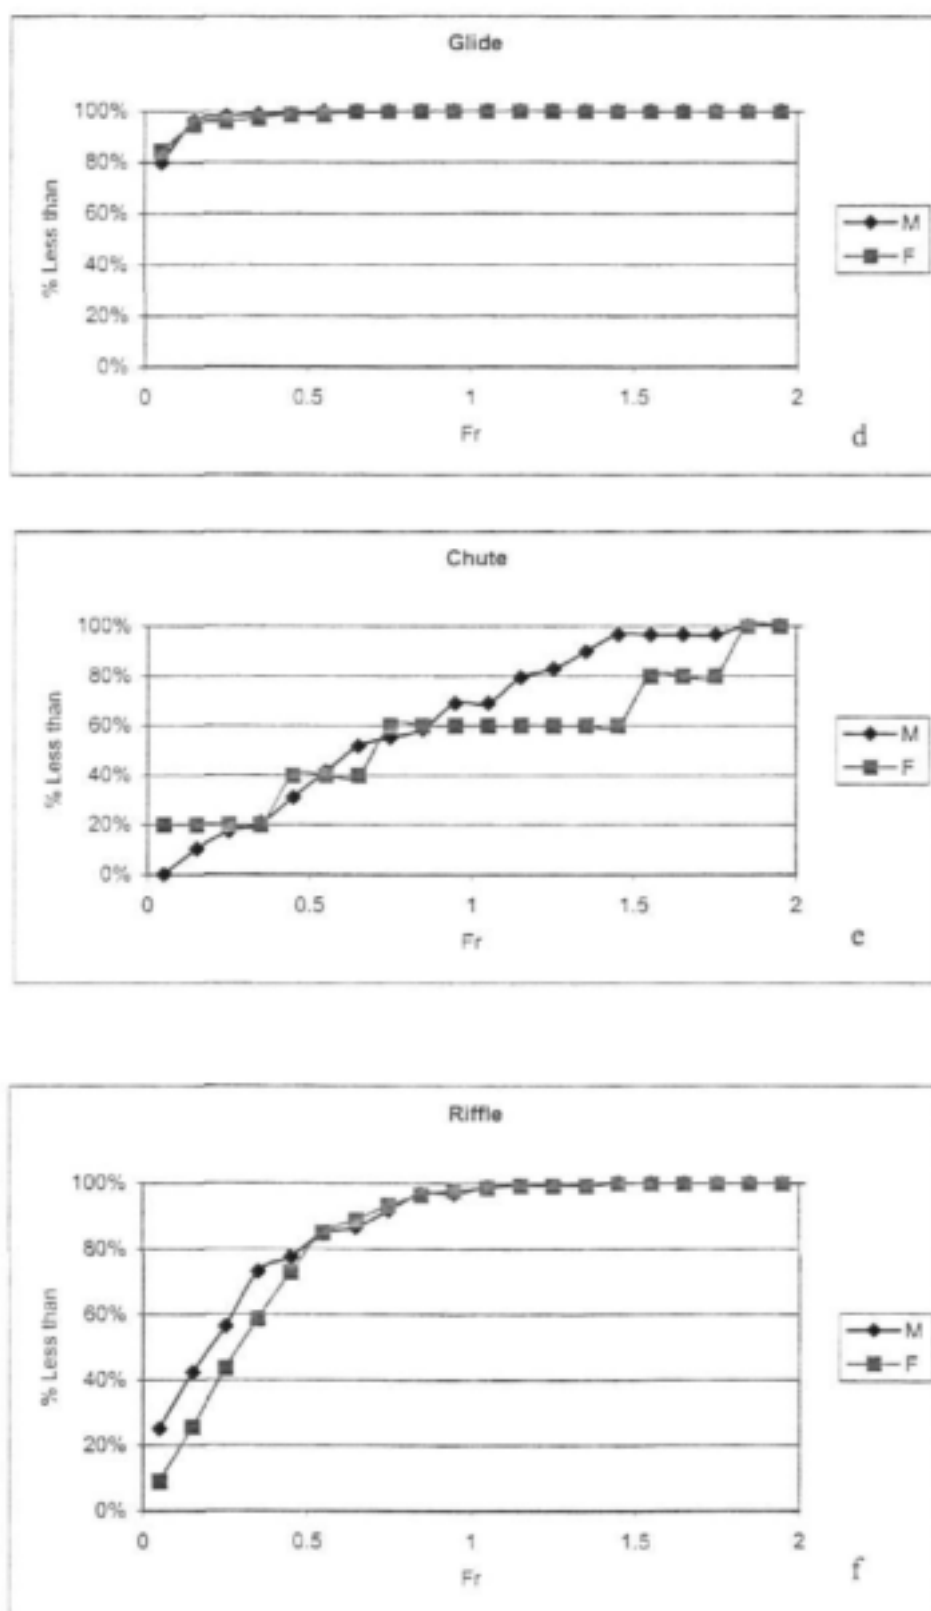 Glide
100%
80%
60%
40%
20%
0%
% Less than
0 0.5 1 1.5 2
Fr
M
F
d
Chute
100%
80%
60%
40%
20%
0%
% Less than
0 0.5 1 1.5 2
Fr
M
F
e
Riffle
100%
80%
60%
40%
20%
0%
% Less than
0 0.5 1 1.5 2
Fr
M
F
f